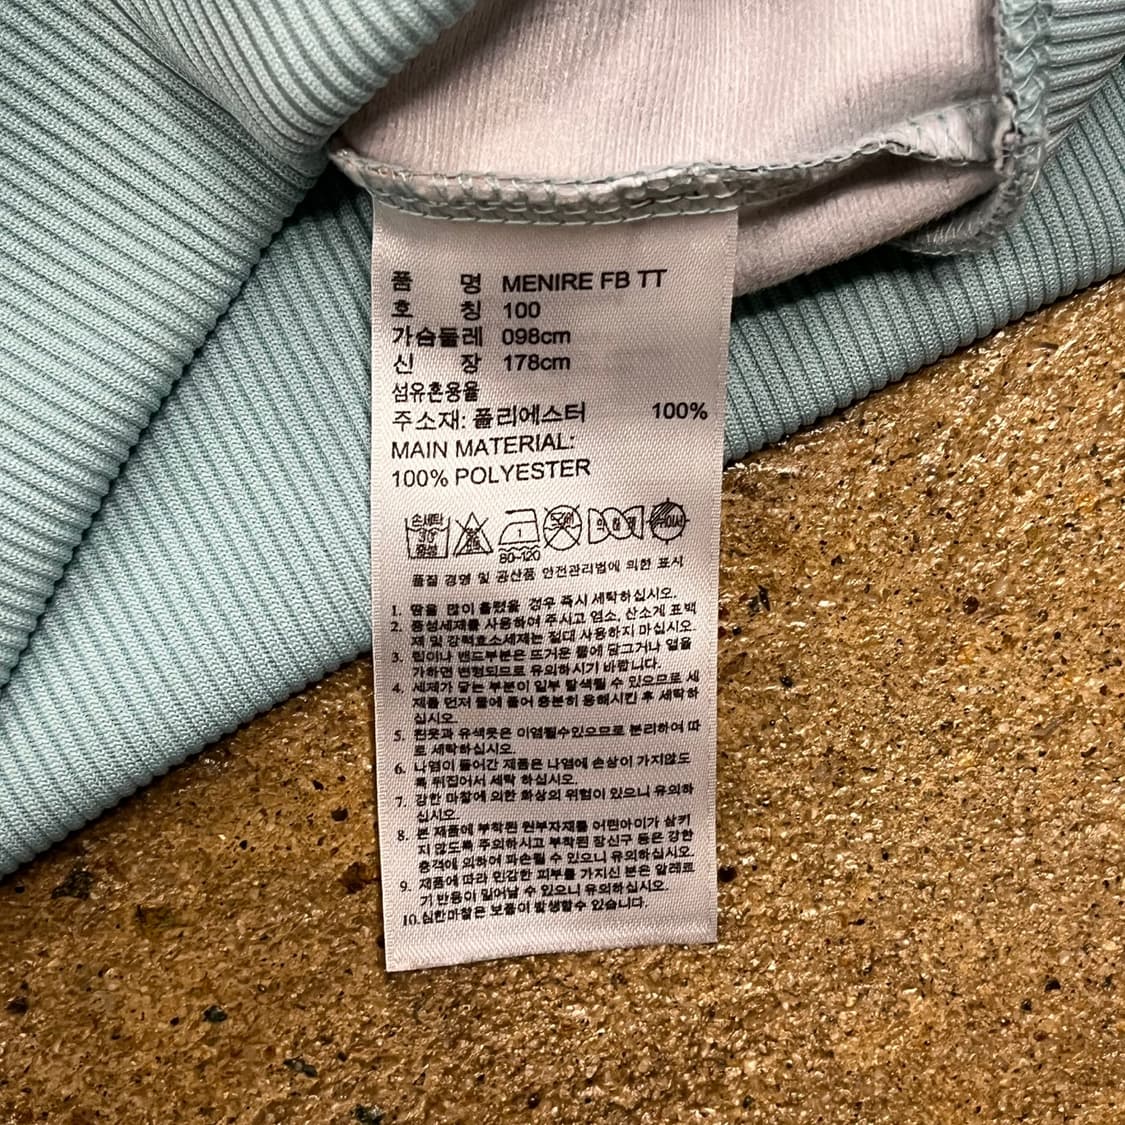 품 명 MENIRE FB TT
호 칭 100
가슴둘레 098cm
신 장 178cm
섬유혼용율
주소재: 폴리에스터 100%
MAIN MATERIAL:
100% POLYESTER
손세탁
30
중성
80~120
품질 경영 및 공산품 안전관리법에 의한 표시
1. 땀을 많이 흘렸을 경우 즉시 세탁하십시오.
2. 중성세제를 사용하여 주시고 염소, 산소계 표백
제 및 강력효소세제는 절대 사용하지 마십시오.
3. 립이나 밴드부분은 뜨거운 물에 담그거나 열을
가하면 변형되므로 유의하시기 바랍니다.
4. 세제가 닿는 부분이 일부 탈색될 수 있으므로 세
제를 먼저 물에 풀어 충분히 용해시킨 후 세탁하
십시오.
5. 흰옷과 유색옷은 이염될수있으므로 분리하여 따
로 세탁하십시오.
6. 나염이 들어간 제품은 나염에 손상이 가지않도
록 뒤집어서 세탁 하십시오.
7. 강한 마찰에 의한 화상의 위험이 있으니 유의하
십시오.
8. 본 제품에 부착된 원부자재를 어린아이가 삼키
지 않도록 주의하시고 부착된 장신구 등은 강한
충격에 의하여 파손될 수 있으니 유의하십시오.
9. 제품에 따라 민감한 피부를 가지신 분은 알레르
기 반응이 일어날 수 있으니 유의하십시오.
10.심한마찰은 보풀이 발생할수 있습니다.